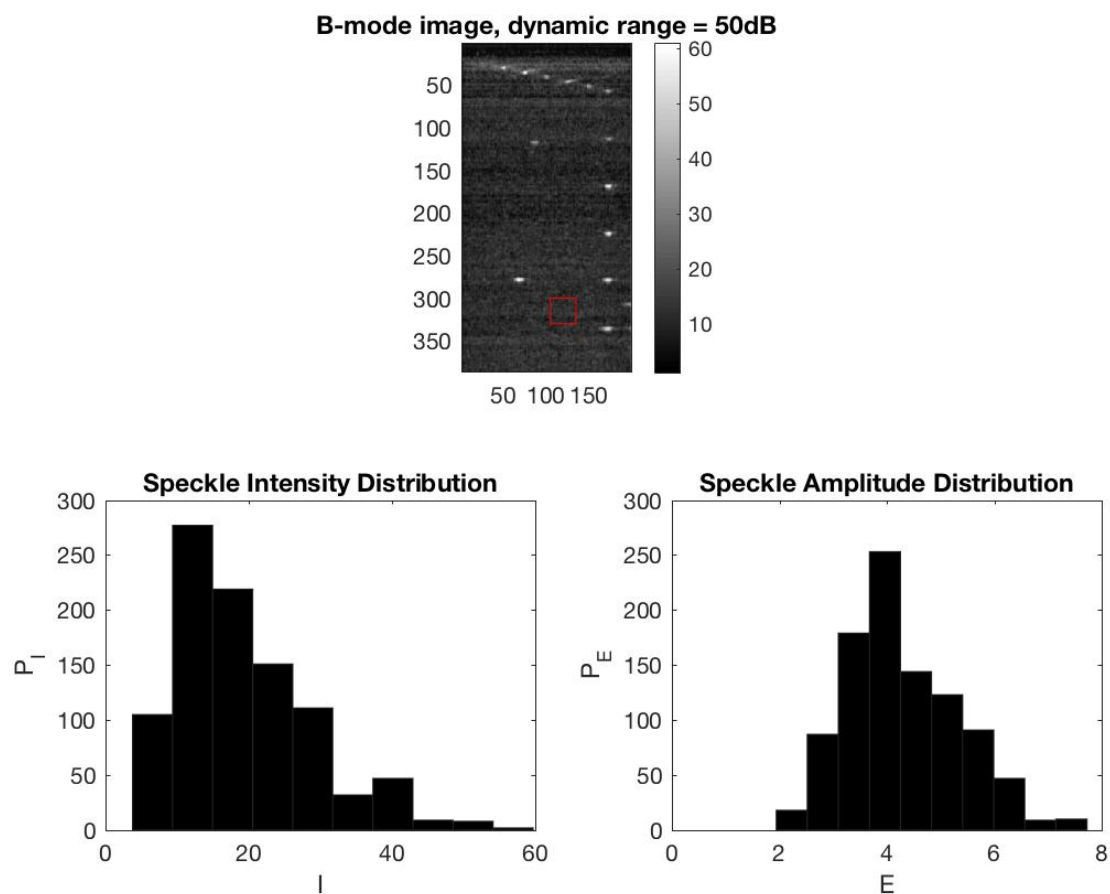 B-mode image, dynamic range = 50dB
50
100
150
200
250
300
350
50 100 150
60
50
40
30
20
10
Speckle Intensity Distribution
300
250
200
150
100
50
0
P_I
0 20 40 60
I
Speckle Amplitude Distribution
300
250
200
150
100
50
0
P_E
0 2 4 6 8
E